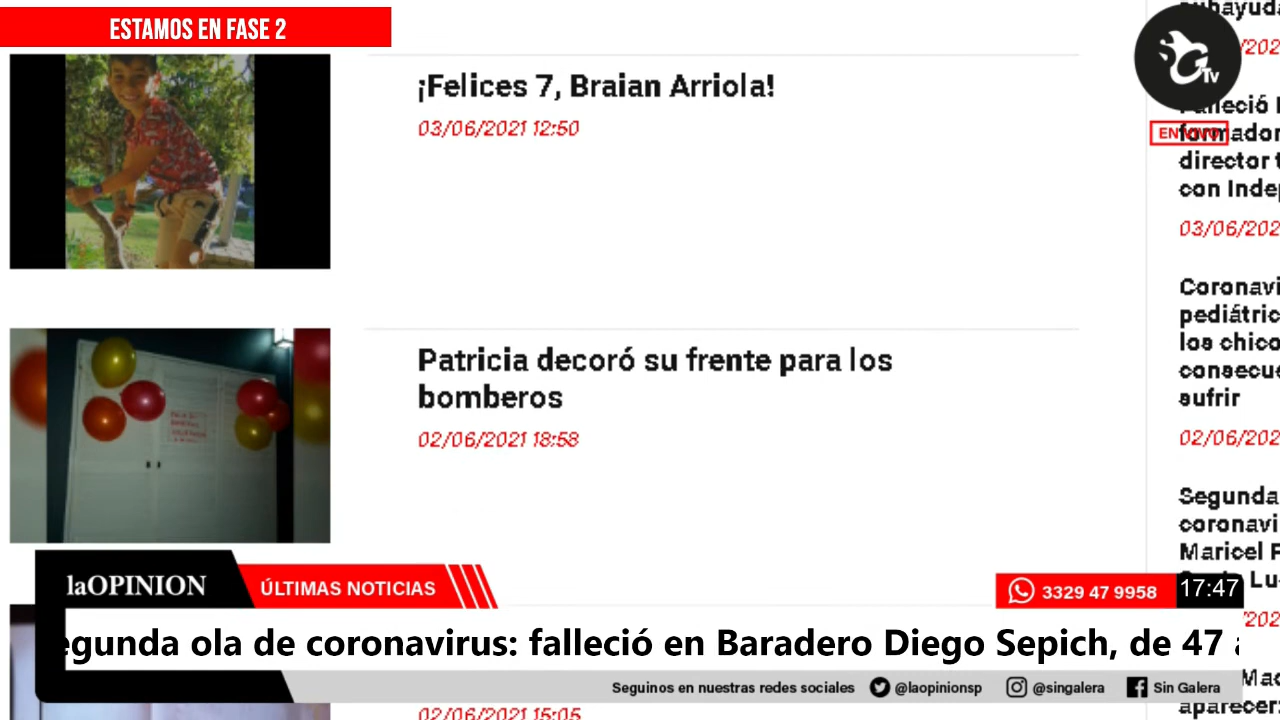 ESTAMOS EN FASE 2
¡Felices 7, Braian Arriola!
03/06/2021 12:50
Patricia decoró su frente para los
bomberos
02/06/2021 18:58
02/06/2021 15:05
GTv
EN VIVO
director
con
03/06/202
pediátric
los
sufrir
02/06/202
Segunda
coronavi
Maricel
laOPINION
ÚLTIMAS NOTICIAS
3329 47 9958
17:47
egunda ola de coronavirus: falleció en Baradero Diego Sepich, de 47
Seguinos en nuestras redes sociales @laopinionsp @singalera Sin Galera